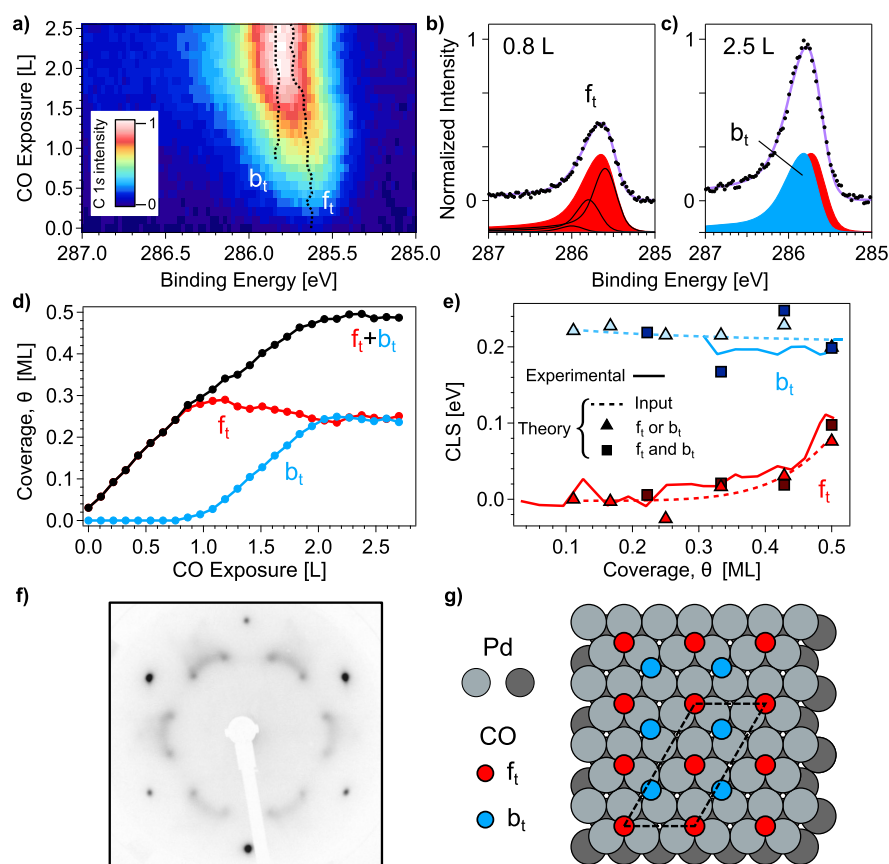 a)
CO Exposure [L]
2.5
2.0
1.5
1.0
0.5
0.0
C 1s intensity
1
0
b_t
f_t
287.0
286.5
286.0
285.5
285.0
Binding Energy [eV]
b)
0.8 L
Normalized Intensity
1
0
f_t
287
286
285
Binding Energy [eV]
c)
2.5 L
1
0
b_t
287
286
285
d)
Coverage, θ [ML]
0.5
0.4
0.3
0.2
0.1
0.0
f_t+b_t
f_t
b_t
0.0
0.5
1.0
1.5
2.0
2.5
CO Exposure [L]
e)
CLS [eV]
0.2
0.1
0.0
b_t
Experimental
Theory
Input
f_t or b_t
f_t and b_t
f_t
0.1
0.2
0.3
0.4
0.5
Coverage, θ [ML]
f)
g)
Pd
CO
f_t
b_t